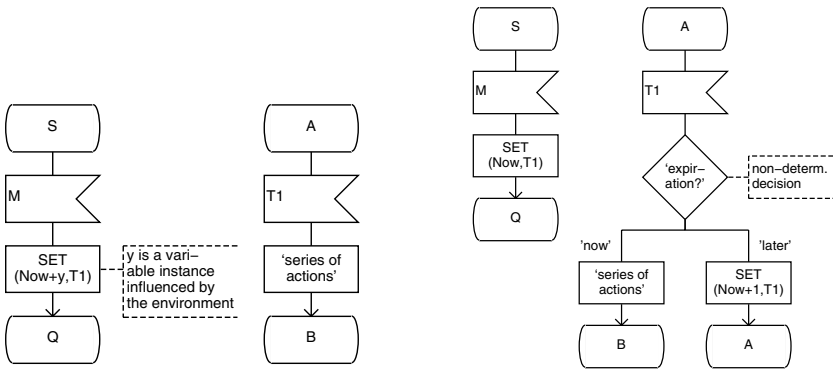 S
M
SET
(Now+y,T1)
Q
y is a vari–
able instance
influenced by
the environment
A
T1
‘series of
actions’
B
S
M
SET
(Now,T1)
Q
A
T1
‘expir–
ation?’
non–determ.
decision
’now’
‘series of
actions’
B
’later’
SET
(Now+1,T1)
A